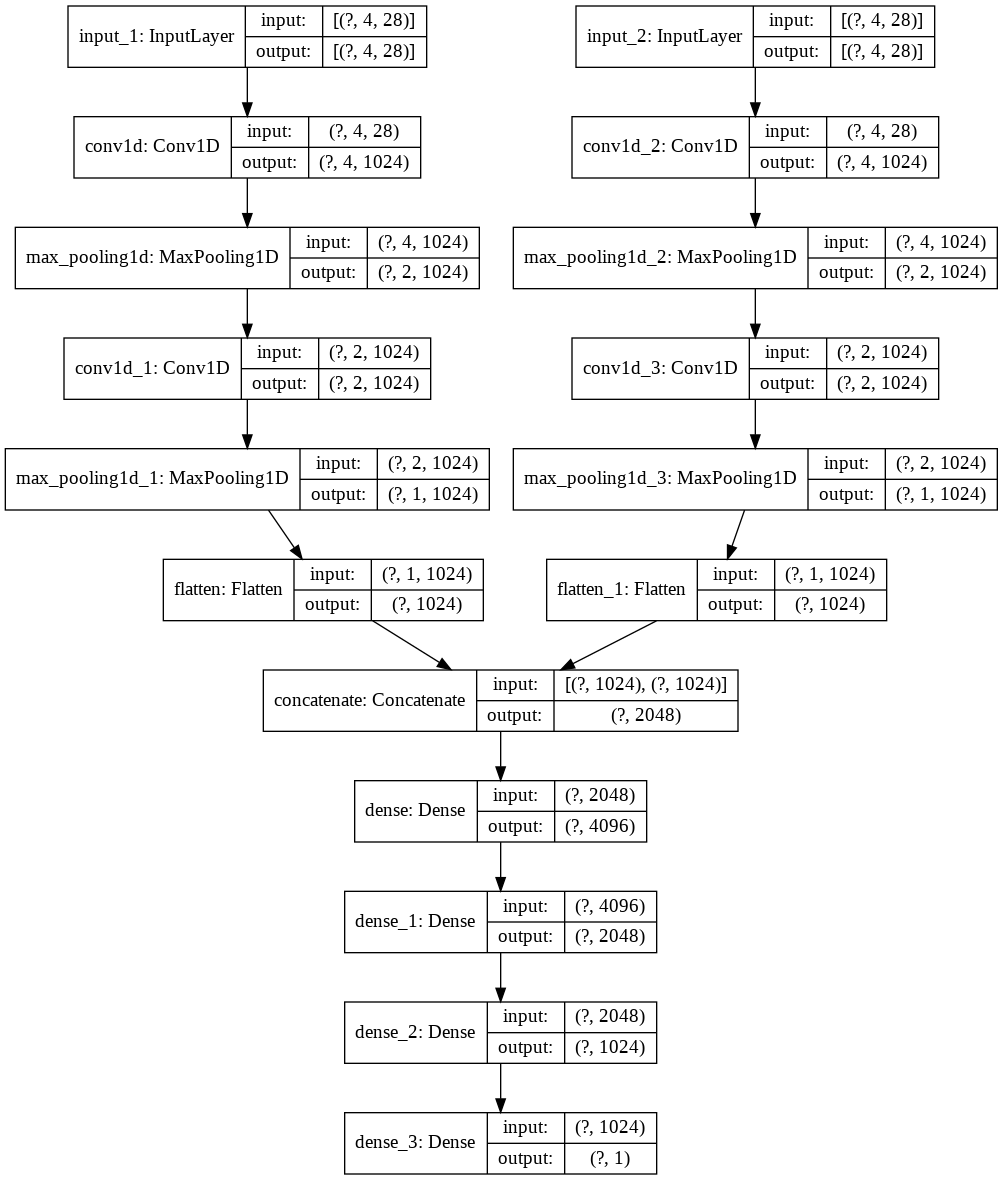 input_1: InputLayer
input: [(?, 4, 28)]
output: [(?, 4, 28)]
input_2: InputLayer
input: [(?, 4, 28)]
output: [(?, 4, 28)]
conv1d: Conv1D
input: (?, 4, 28)
output: (?, 4, 1024)
conv1d_2: Conv1D
input: (?, 4, 28)
output: (?, 4, 1024)
max_pooling1d: MaxPooling1D
input: (?, 4, 1024)
output: (?, 2, 1024)
max_pooling1d_2: MaxPooling1D
input: (?, 4, 1024)
output: (?, 2, 1024)
conv1d_1: Conv1D
input: (?, 2, 1024)
output: (?, 2, 1024)
conv1d_3: Conv1D
input: (?, 2, 1024)
output: (?, 2, 1024)
max_pooling1d_1: MaxPooling1D
input: (?, 2, 1024)
output: (?, 1, 1024)
max_pooling1d_3: MaxPooling1D
input: (?, 2, 1024)
output: (?, 1, 1024)
flatten: Flatten
input: (?, 1, 1024)
output: (?, 1024)
flatten_1: Flatten
input: (?, 1, 1024)
output: (?, 1024)
concatenate: Concatenate
input: [(?, 1024), (?, 1024)]
output: (?, 2048)
dense: Dense
input: (?, 2048)
output: (?, 4096)
dense_1: Dense
input: (?, 4096)
output: (?, 2048)
dense_2: Dense
input: (?, 2048)
output: (?, 1024)
dense_3: Dense
input: (?, 1024)
output: (?, 1)